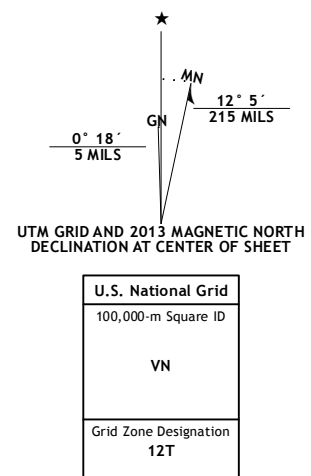 ★
MN
GN
12° 5´
215 MILS
0° 18´
5 MILS
UTM GRID AND 2013 MAGNETIC NORTH
DECLINATION AT CENTER OF SHEET
U.S. National Grid
100,000-m Square ID
VN
Grid Zone Designation
12T